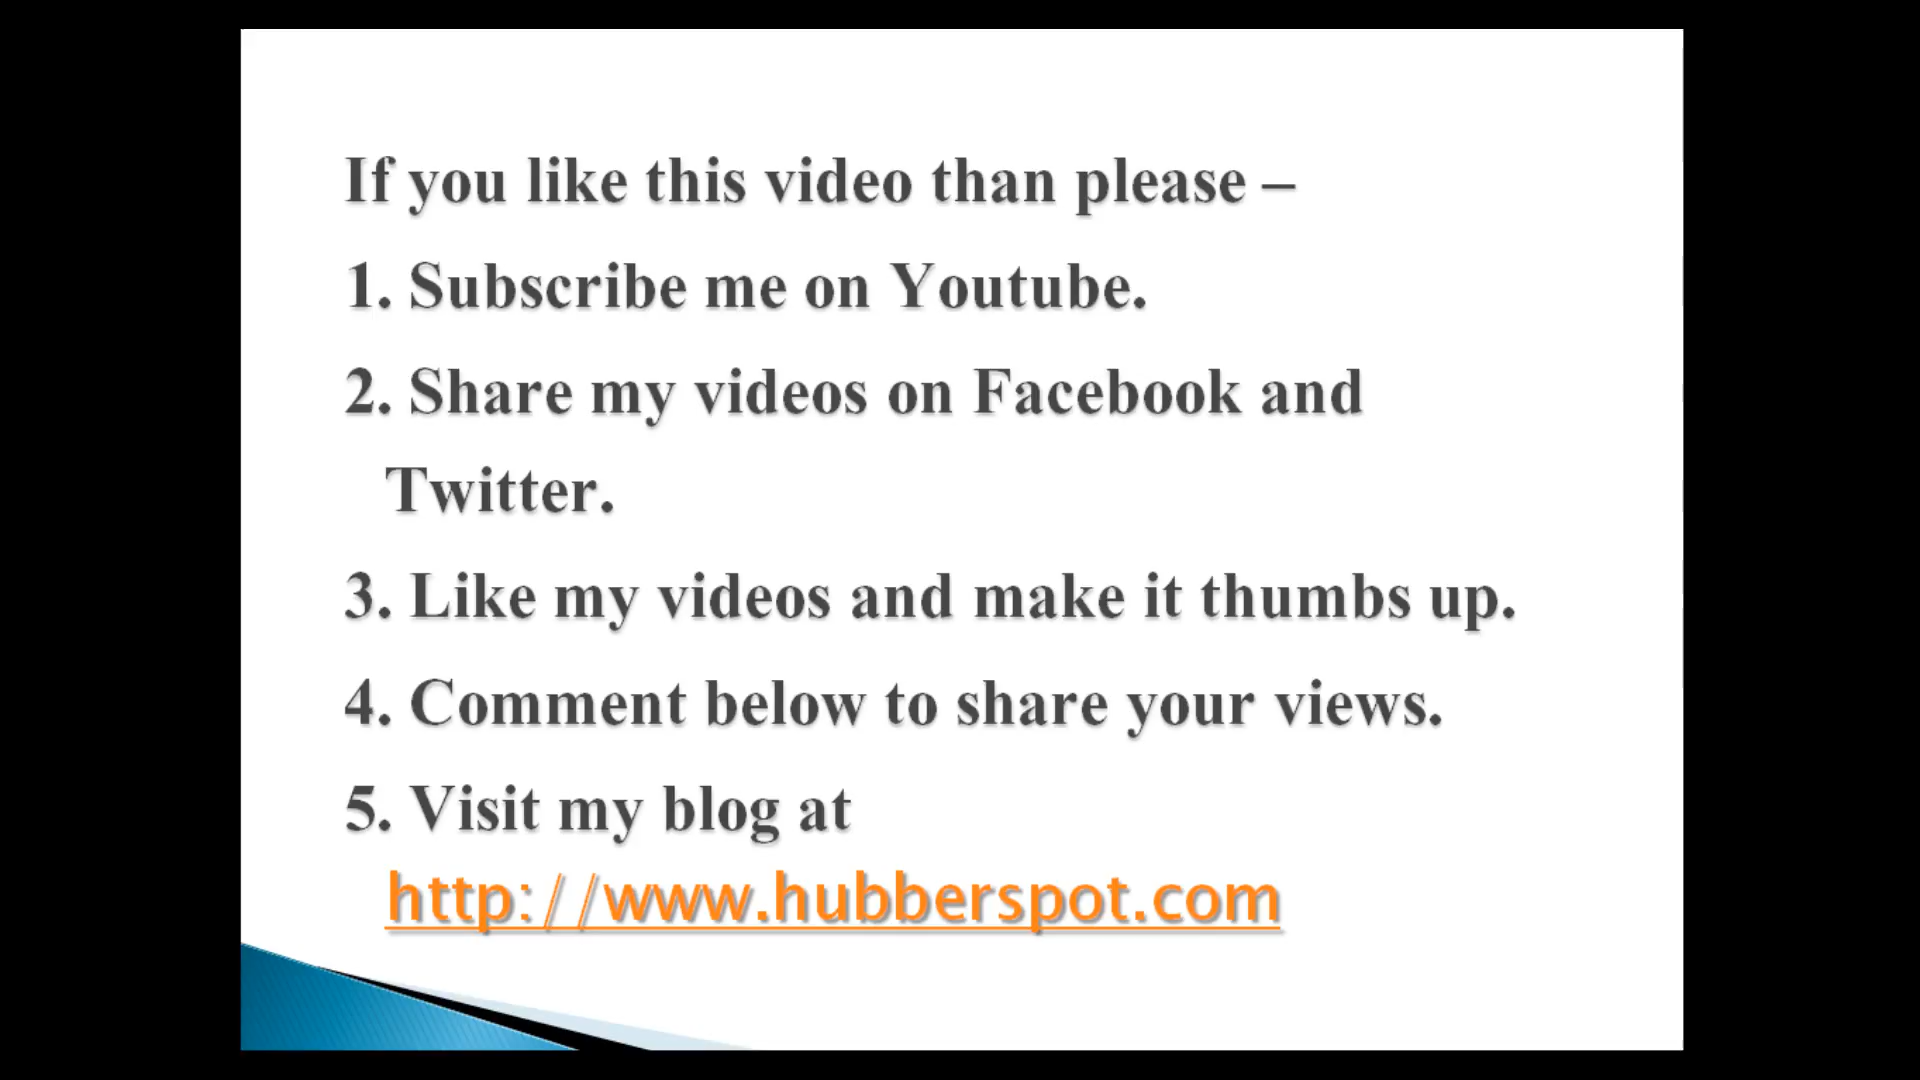 If you like this video than please –
1. Subscribe me on Youtube.
2. Share my videos on Facebook and
Twitter.
3. Like my videos and make it thumbs up.
4. Comment below to share your views.
5. Visit my blog at
http://www.hubberspot.com